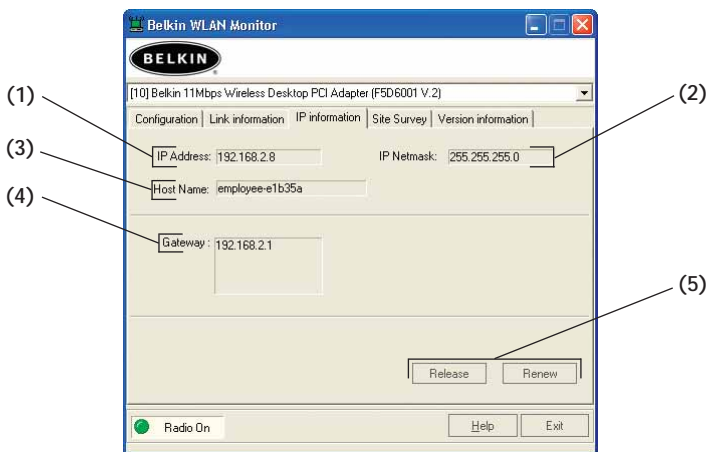 Belkin WLAN Monitor
BELKIN
[10] Belkin 11Mbps Wireless Desktop PCI Adapter (F5D6001 V.2)
Configuration Link information IP information Site Survey Version information
(1) (2)
IP Address: 192.168.2.8 IP Netmask: 255.255.255.0
(3)
Host Name: employee-e1b35a
(4)
Gateway : 192.168.2.1
(5)
Release Renew
Radio On Help Exit